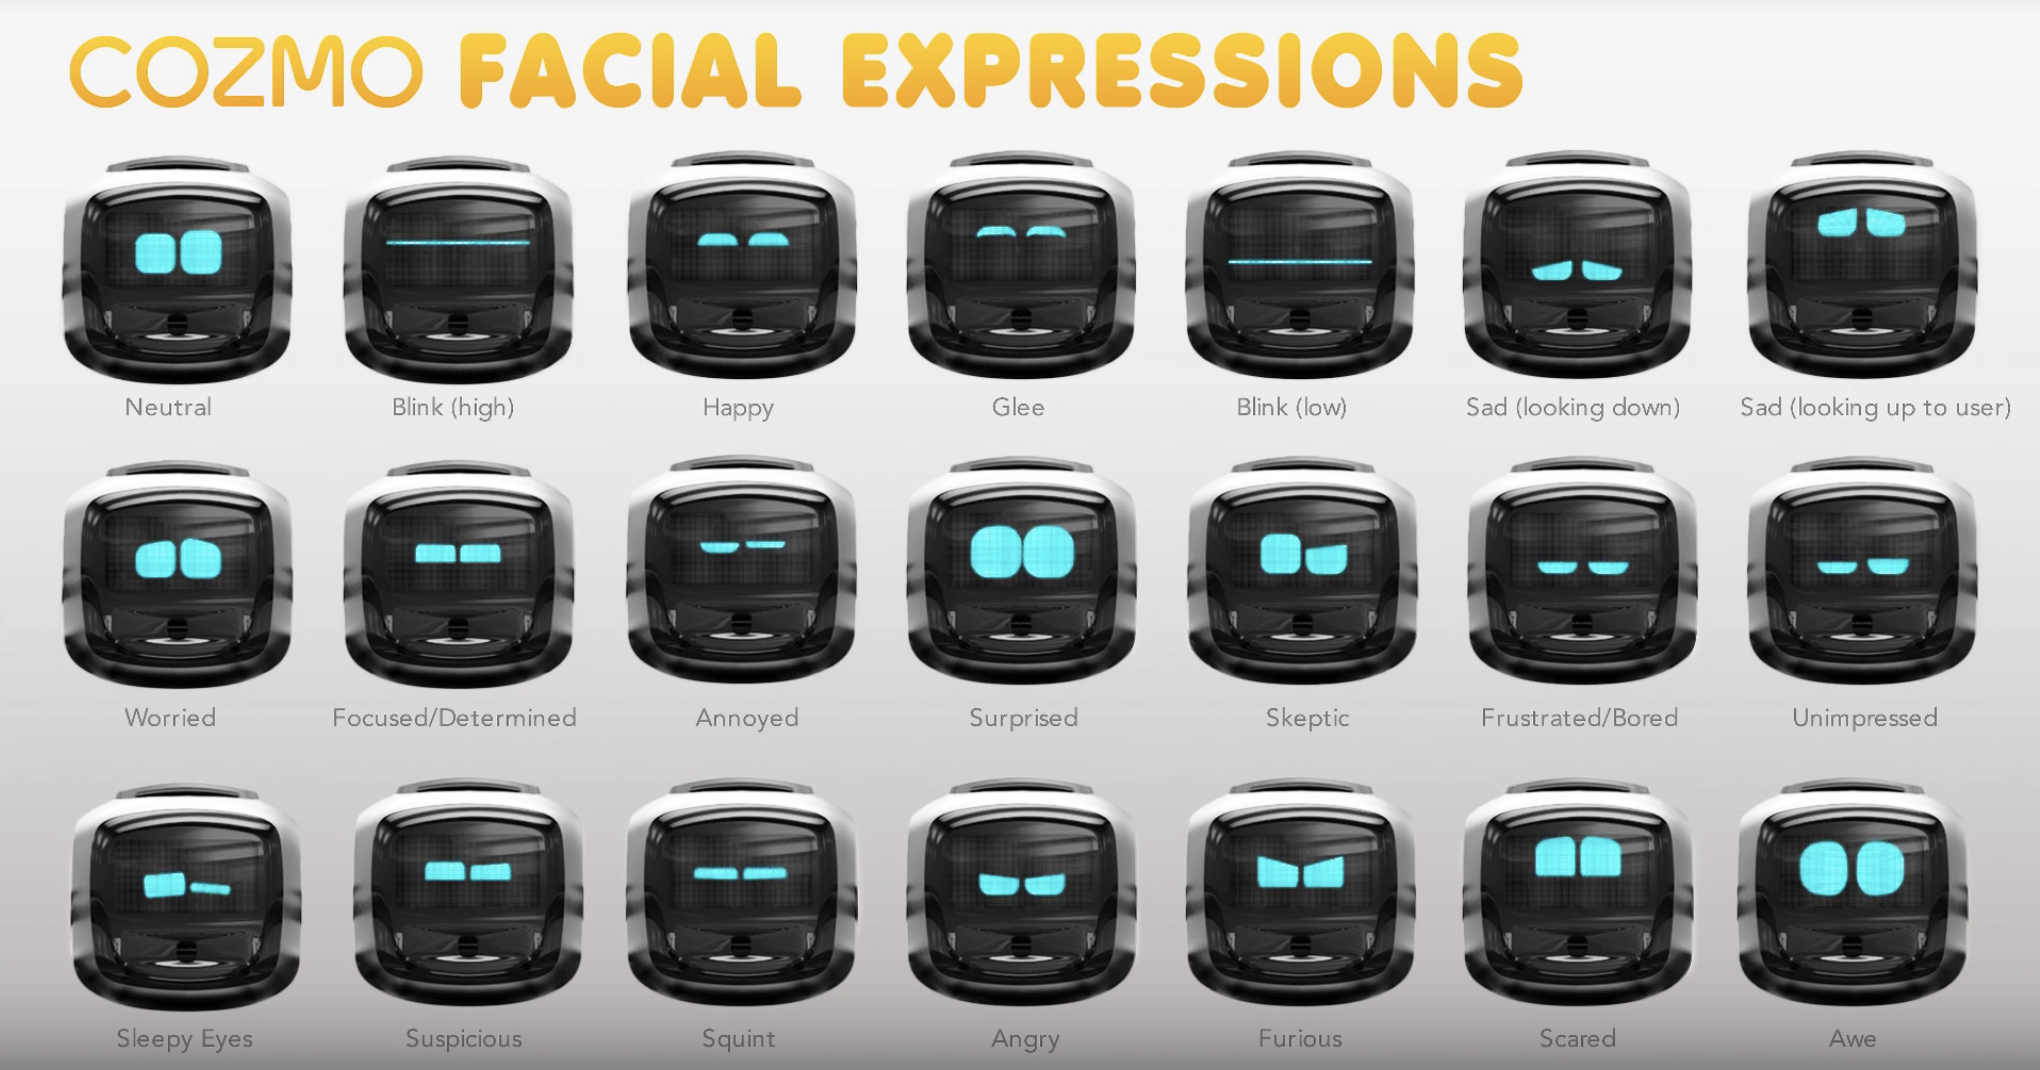 COZMO FACIAL EXPRESSIONS
Neutral
Blink (high)
Happy
Glee
Blink (low)
Sad (looking down)
Sad (looking up to user)
Worried
Focused/Determined
Annoyed
Surprised
Skeptic
Frustrated/Bored
Unimpressed
Sleepy Eyes
Suspicious
Squint
Angry
Furious
Scared
Awe